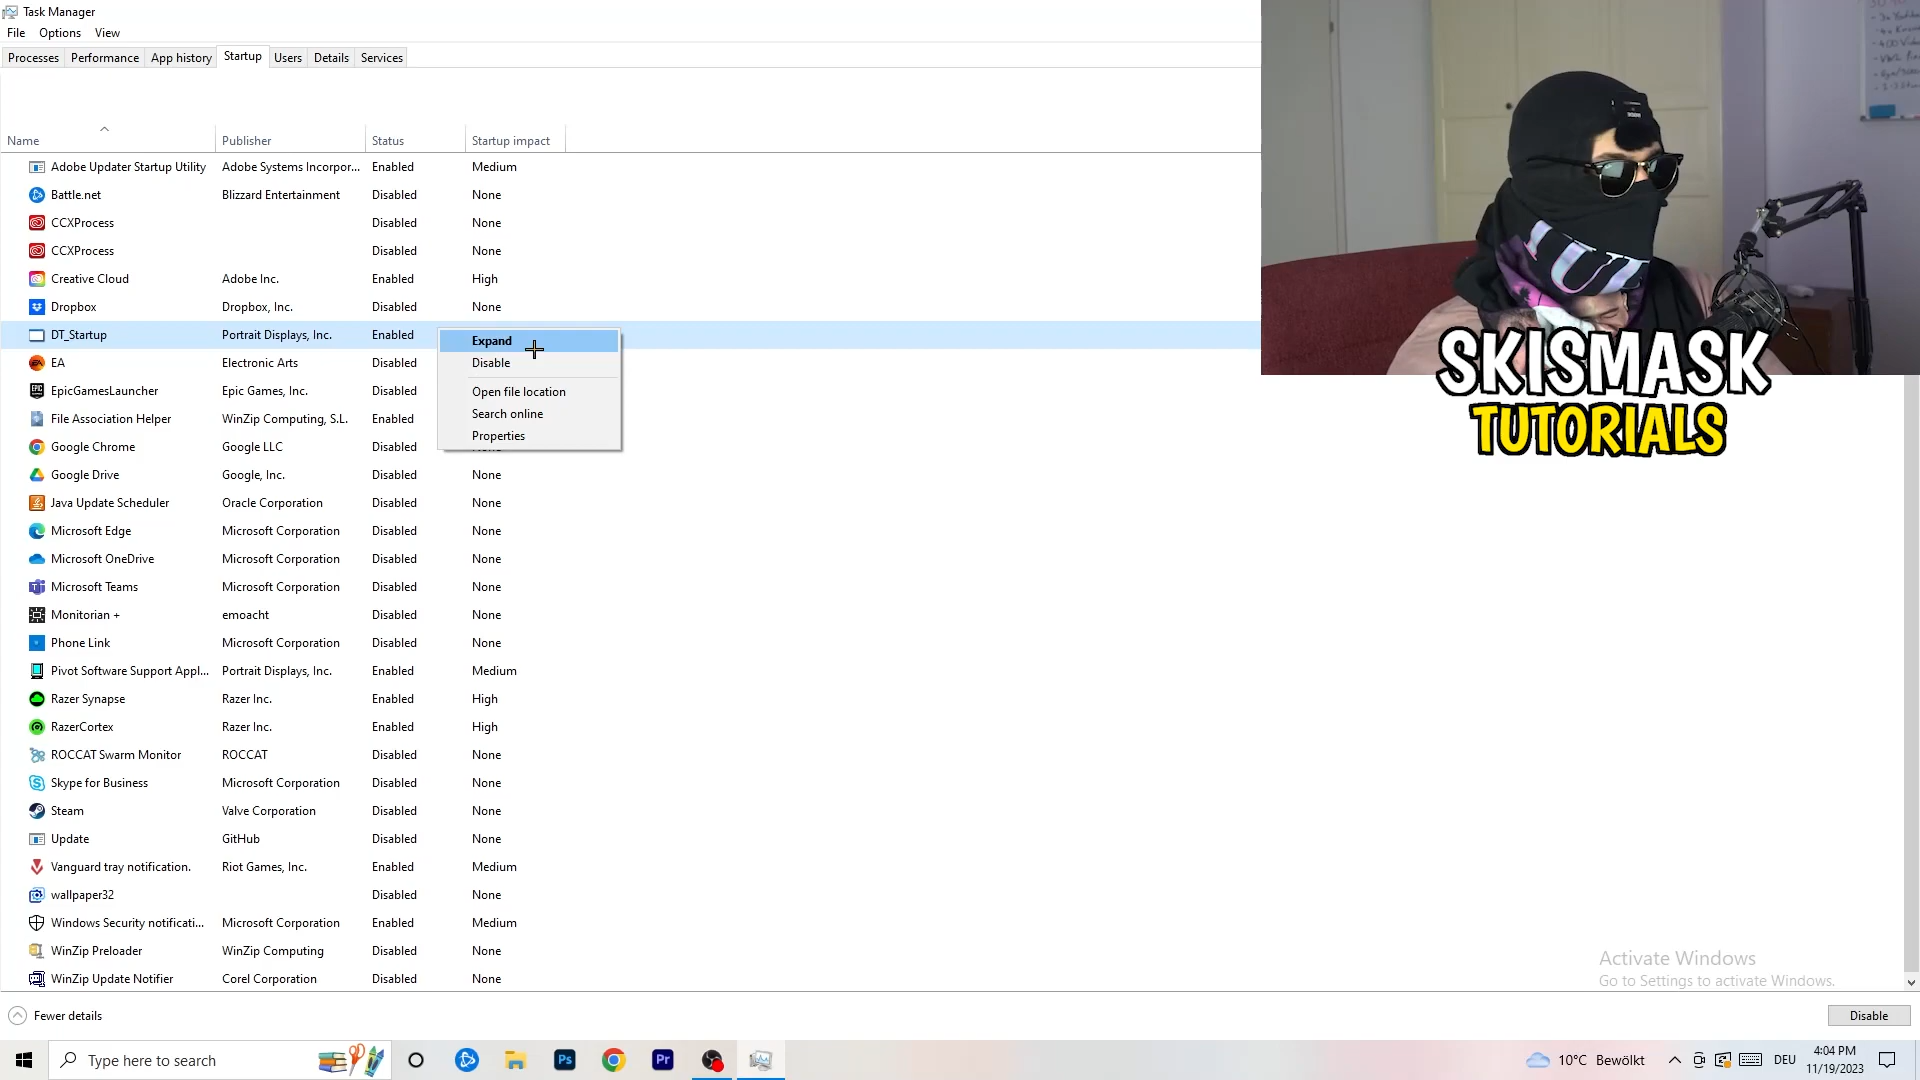 Task Manager
File Options View
Processes Performance App history Startup Users Details Services
Name Publisher Status Startup impact
Adobe Updater Startup Utility Adobe Systems Incorpor... Enabled Medium
Battle.net Blizzard Entertainment Disabled None
CCXProcess Disabled None
CCXProcess Disabled None
Creative Cloud Adobe Inc. Enabled High
Dropbox Dropbox, Inc. Disabled None
DT_Startup Portrait Displays, Inc. Enabled
EA Electronic Arts Disabled
EpicGamesLauncher Epic Games, Inc. Disabled
File Association Helper WinZip Computing, S.L. Enabled
Google Chrome Google LLC Disabled
Google Drive Google, Inc. Disabled None
Java Update Scheduler Oracle Corporation Disabled None
Microsoft Edge Microsoft Corporation Disabled None
Microsoft OneDrive Microsoft Corporation Disabled None
Microsoft Teams Microsoft Corporation Disabled None
Monitorian + emoacht Disabled None
Phone Link Microsoft Corporation Disabled None
Pivot Software Support Appl... Portrait Displays, Inc. Enabled Medium
Razer Synapse Razer Inc. Enabled High
RazerCortex Razer Inc. Enabled High
ROCCAT Swarm Monitor ROCCAT Disabled None
Skype for Business Microsoft Corporation Disabled None
Steam Valve Corporation Disabled None
Update GitHub Disabled None
Vanguard tray notification. Riot Games, Inc. Enabled Medium
wallpaper32 Disabled None
Windows Security notificati... Microsoft Corporation Enabled Medium
WinZip Preloader WinZip Computing Disabled None
WinZip Update Notifier Corel Corporation Disabled None
Expand
Disable
Open file location
Search online
Properties
SKISMASK
TUTORIALS
Activate Windows
Go to Settings to activate Windows.
Fewer details
Disable
Type here to search
Ps
Pr
10°C Bewölkt
DEU
4:04 PM
11/19/2023